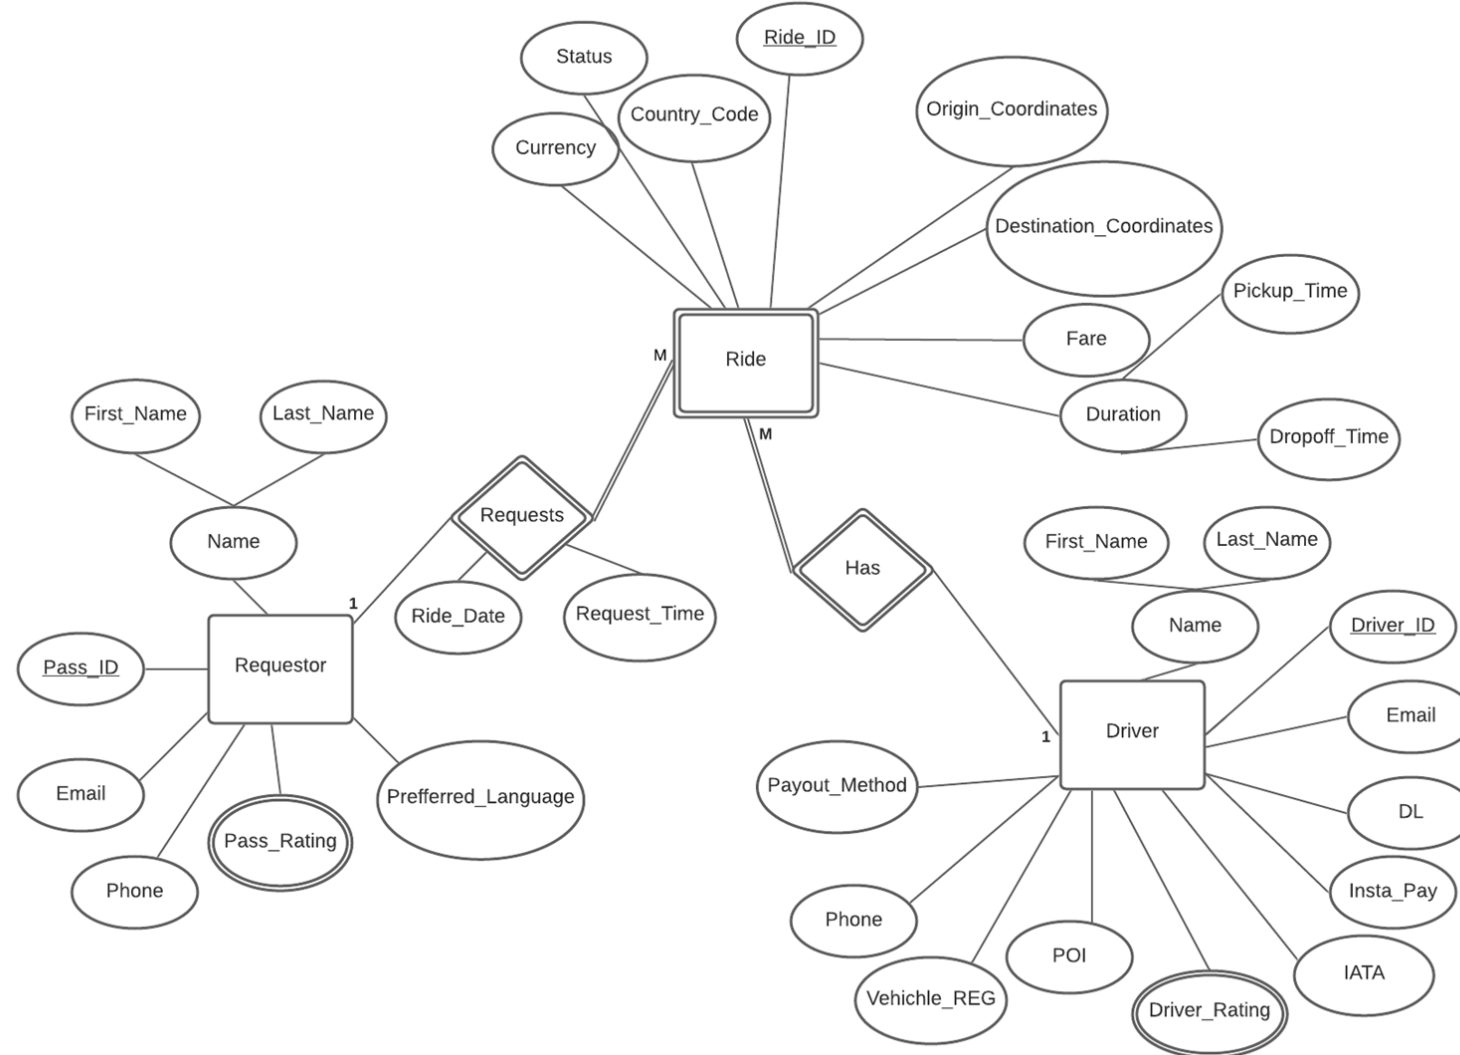 Ride_ID
Status
Country_Code
Origin_Coordinates
Currency
Destination_Coordinates
Pickup_Time
Fare
M
Ride
Duration
First_Name
Last_Name
M
Dropoff_Time
Requests
Name
Has
First_Name
Last_Name
1
Ride_Date
Request_Time
Name
Driver_ID
Pass_ID
Requestor
Email
1
Driver
Payout_Method
Email
Prefferred_Language
DL
Pass_Rating
Phone
Insta_Pay
Phone
POI
IATA
Vehichle_REG
Driver_Rating